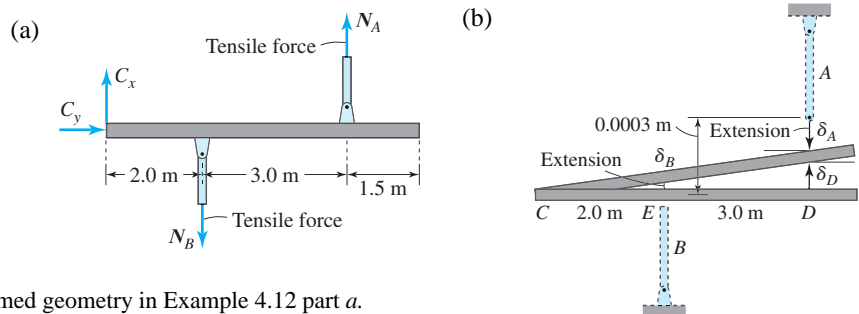 (a)
N_A
Tensile force
C_x
C_y
2.0 m
3.0 m
1.5 m
Tensile force
N_B
med geometry in Example 4.12 part a.
(b)
A
0.0003 m
Extension
δ_A
Extension
δ_B
δ_D
C
2.0 m
E
3.0 m
D
B